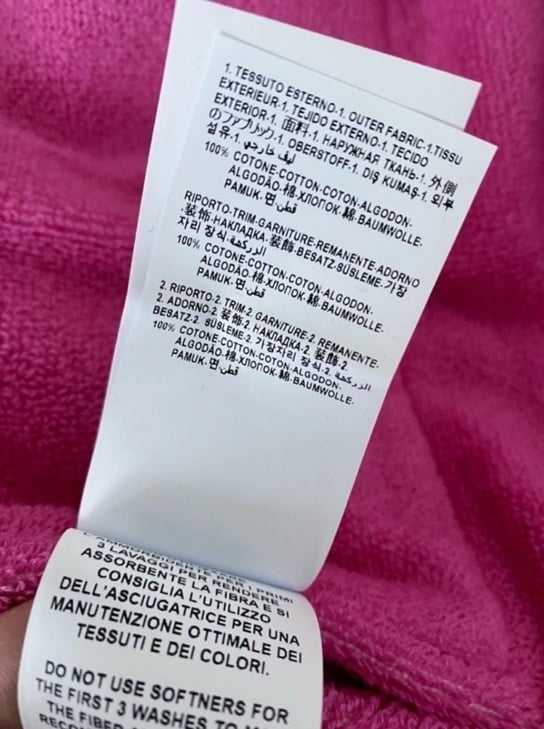 1. TESSUTO ESTERNO-1. OUTER FABRIC-1.TISSU
EXTERIEUR-1. TEJIDO EXTERNO-1. TECIDO
EXTERIOR-1. 面料-1. НАРУЖНАЯ ТКАНЬ-1. 外側
のファブリック-1. OBERSTOFF-1. DIŞ KUMAŞ-1. 외부
섬유-1. ليف خارجي
100% COTONE-COTTON-COTON-ALGODON-
ALGODÃO-棉-ХЛОПОК-綿-BAUMWOLLE-
PAMUK-면-قطن
RIPORTO-TRIM-GARNITURE-REMANENTE-ADORNO
-装饰-НАКЛАДКА-装飾-BESATZ-SÜSLEME-가장
자리 장식-الزركشة
100% COTONE-COTTON-COTON-ALGODON-
ALGODÃO-棉-ХЛОПОК-綿-BAUMWOLLE-
PAMUK-면-قطن
2. RIPORTO-2. TRIM-2. GARNITURE-2. REMANENTE-
2. ADORNO-2. 装饰-2. НАКЛАДКА-2. 装飾-2.
BESATZ-2. SÜSLEME-2. 가장자리 장식-2. الزركشة
100% COTONE-COTTON-COTON-ALGODON-
ALGODÃO-棉-ХЛОПОК-綿-BAUMWOLLE-
PAMUK-면-قطن
PER I PRIMI
3 LAVAGGI PER RENDERE
ASSORBENTE LA FIBRA E SI
CONSIGLIA L'UTILIZZO
DELL'ASCIUGATRICE PER UNA
MANUTENZIONE OTTIMALE DEI
TESSUTI E DEI COLORI.
DO NOT USE SOFTNERS FOR
THE FIRST 3 WASHES TO
THE FIBER